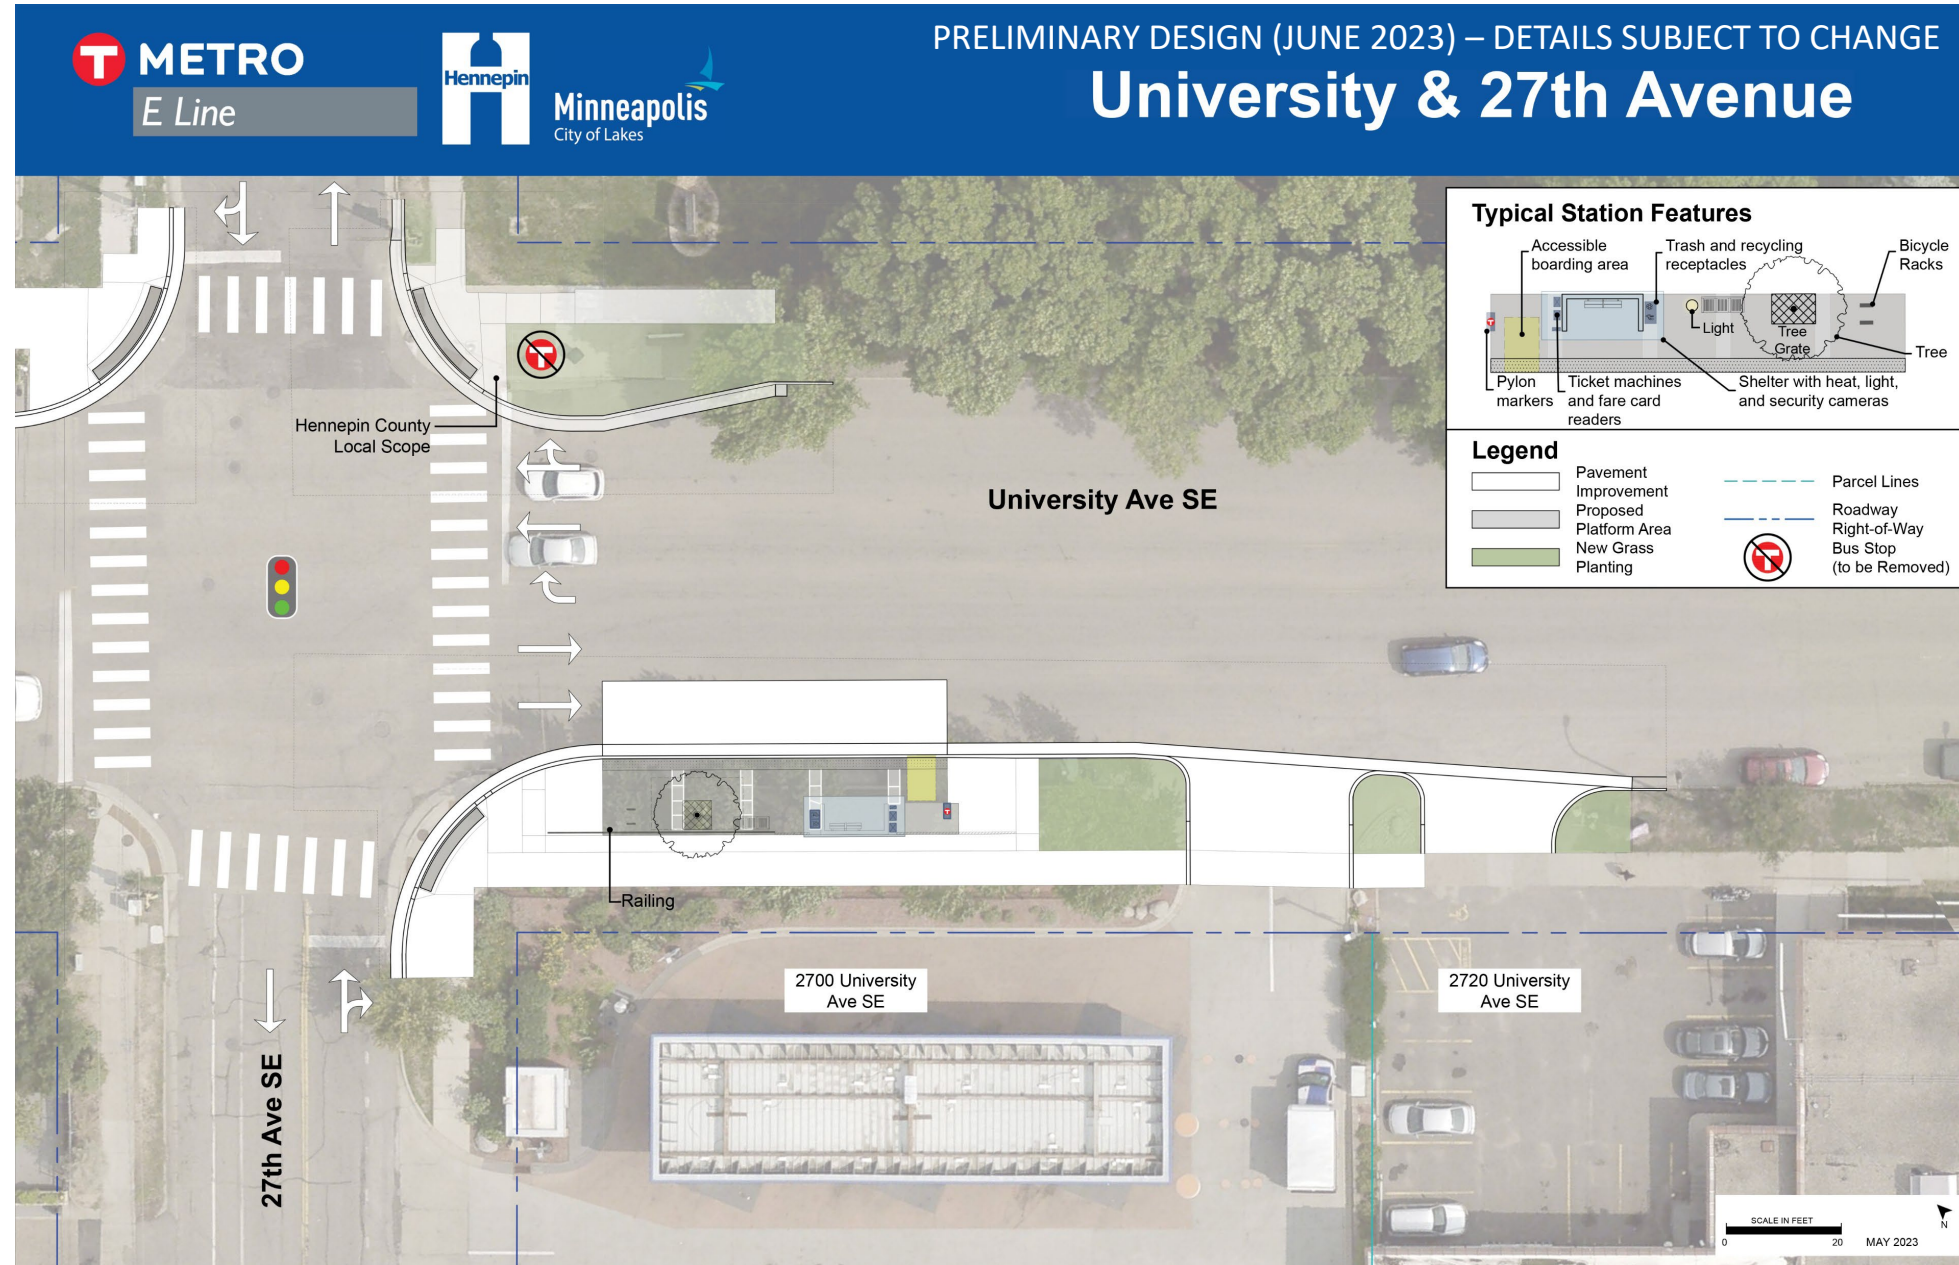 METRO
E Line
Hennepin
Minneapolis
City of Lakes
PRELIMINARY DESIGN (JUNE 2023) – DETAILS SUBJECT TO CHANGE
University & 27th Avenue
Typical Station Features
Accessible
boarding area
Trash and recycling
receptacles
Bicycle
Racks
Light
Tree
Grate
Tree
Pylon
markers
Ticket machines
and fare card
readers
Shelter with heat, light,
and security cameras
Legend
Pavement
Improvement
Proposed
Platform Area
New Grass
Planting
Parcel Lines
Roadway
Right-of-Way
Bus Stop
(to be Removed)
Hennepin County
Local Scope
University Ave SE
Railing
2700 University
Ave SE
2720 University
Ave SE
27th Ave SE
SCALE IN FEET
0
20
MAY 2023
N